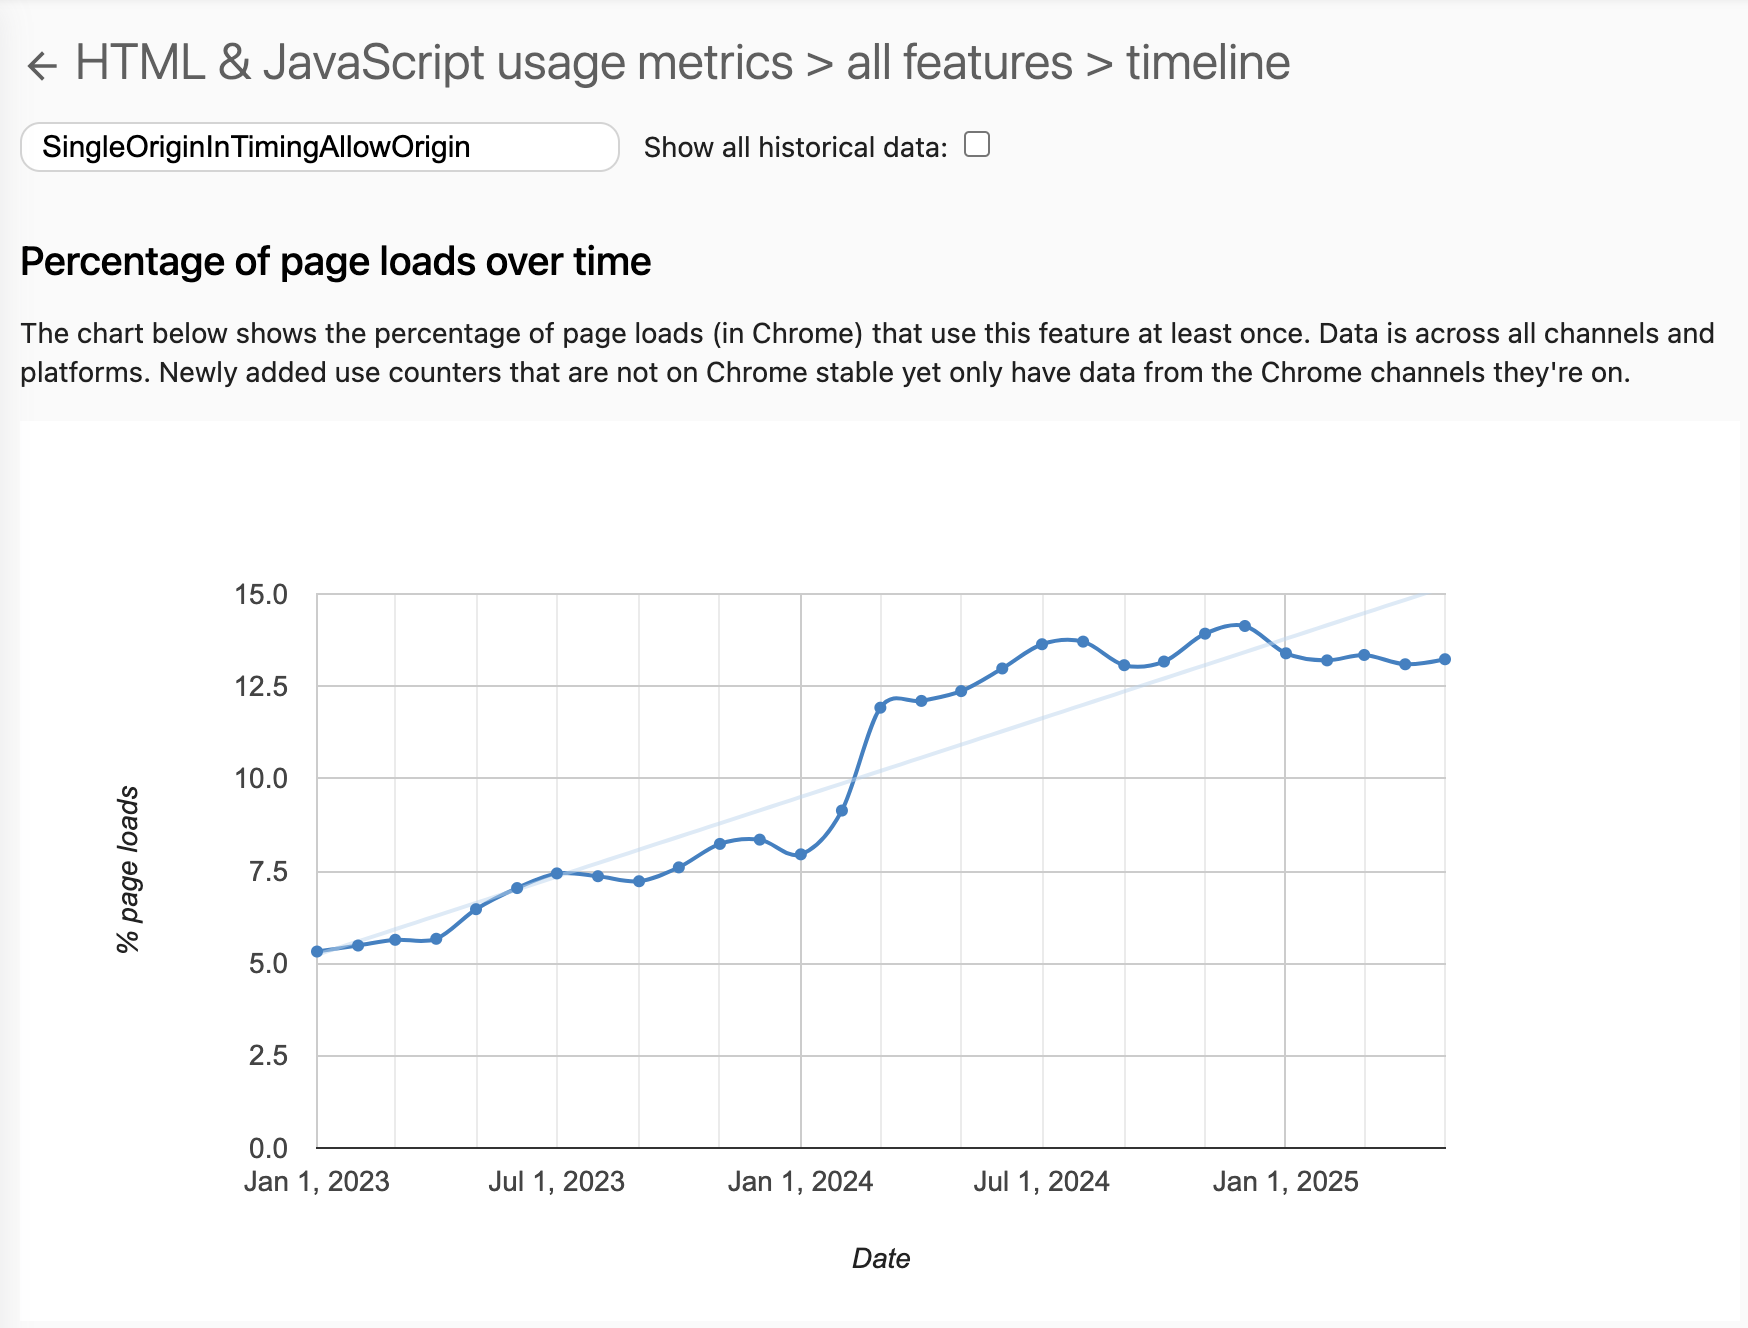 ← HTML & JavaScript usage metrics > all features > timeline
SingleOriginInTimingAllowOrigin Show all historical data:
Percentage of page loads over time
The chart below shows the percentage of page loads (in Chrome) that use this feature at least once. Data is across all channels and
platforms. Newly added use counters that are not on Chrome stable yet only have data from the Chrome channels they're on.
% page loads
15.0
12.5
10.0
7.5
5.0
2.5
0.0
Jan 1, 2023 Jul 1, 2023 Jan 1, 2024 Jul 1, 2024 Jan 1, 2025
Date